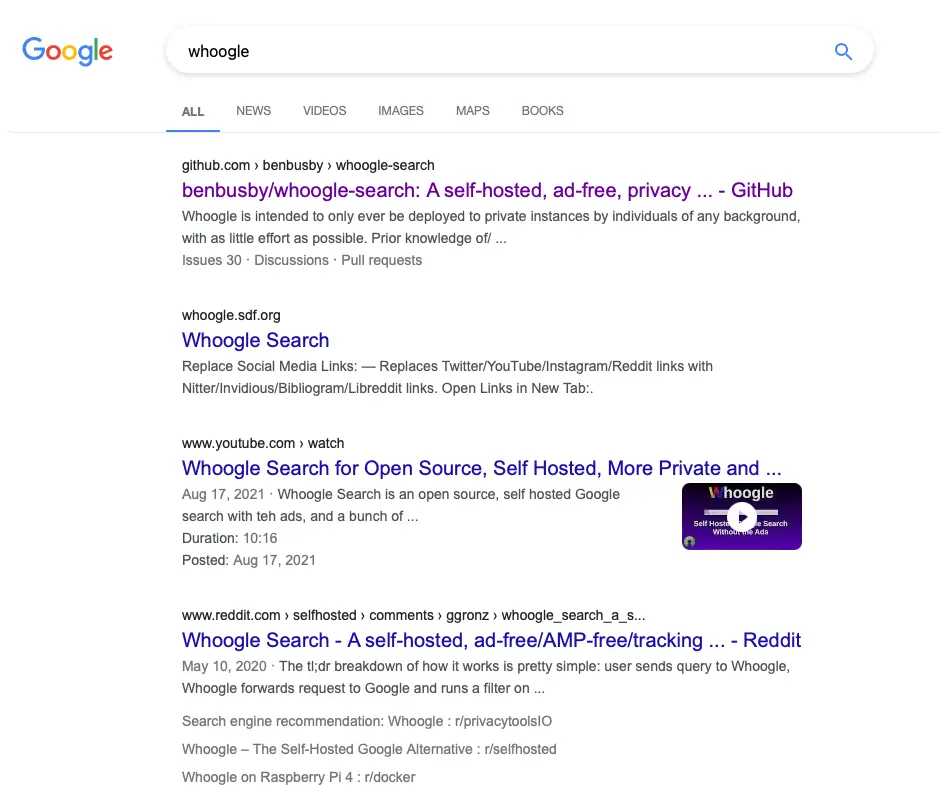 Google
whoogle
ALL NEWS VIDEOS IMAGES MAPS BOOKS
github.com › benbusby › whoogle-search
benbusby/whoogle-search: A self-hosted, ad-free, privacy ... - GitHub
Whoogle is intended to only ever be deployed to private instances by individuals of any background,
with as little effort as possible. Prior knowledge of/ ...
Issues 30 · Discussions · Pull requests
whoogle.sdf.org
Whoogle Search
Replace Social Media Links: — Replaces Twitter/YouTube/Instagram/Reddit links with
Nitter/Invidious/Bibliogram/Libreddit links. Open Links in New Tab:.
www.youtube.com › watch
Whoogle Search for Open Source, Self Hosted, More Private and ...
Aug 17, 2021 · Whoogle Search is an open source, self hosted Google
search with teh ads, and a bunch of ...
Duration: 10:16
Posted: Aug 17, 2021
Whoogle
Self Search
Without the Ads
www.reddit.com › selfhosted › comments › ggronz › whoogle_search_a_s...
Whoogle Search - A self-hosted, ad-free/AMP-free/tracking ... - Reddit
May 10, 2020 · The tl;dr breakdown of how it works is pretty simple: user sends query to Whoogle,
Whoogle forwards request to Google and runs a filter on ...
Search engine recommendation: Whoogle : r/privacytoolsIO
Whoogle – The Self-Hosted Google Alternative : r/selfhosted
Whoogle on Raspberry Pi 4 : r/docker